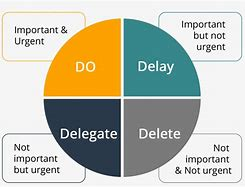 Important &
Urgent
Important
but not
urgent
DO
Delay
Delegate
Delete
Not
important
but urgent
Not
important
& Not urgent